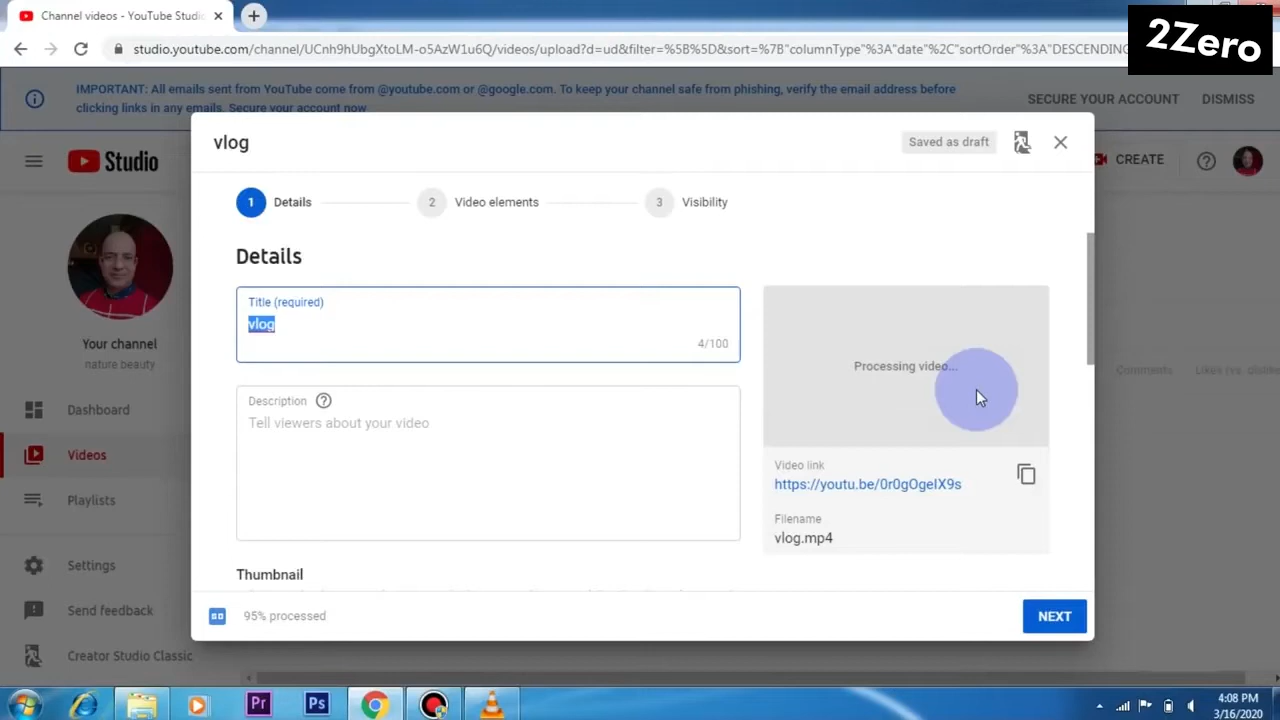 Channel videos - YouTube Studio
2Zero
studio.youtube.com/channel/UCnh9hUbgXtoLM-o5AzW1u6Q/videos/upload?d=ud&filter=%5B%5D&sort=%7B"columnType"%3A"date"%2C"sortOrder"%3A"DESCENDING
IMPORTANT: All emails sent from YouTube come from @youtube.com or @google.com. To keep your channel safe from phishing, verify the email address before
clicking links in any emails. Secure your account now
SECURE YOUR ACCOUNT
DISMISS
Studio
CREATE
vlog
Saved as draft
1 Details
2 Video elements
3 Visibility
Your channel
nature beauty
Dashboard
Videos
Playlists
Settings
Send feedback
Creator Studio Classic
Details
Title (required)
vlog
4/100
Description
Tell viewers about your video
Thumbnail
Processing video...
Video link
https://youtu.be/0r0gOgeIX9s
Filename
vlog.mp4
Comments
Likes (vs. dislike
95% processed
NEXT
Pr
Ps
4:08 PM
3/16/2020